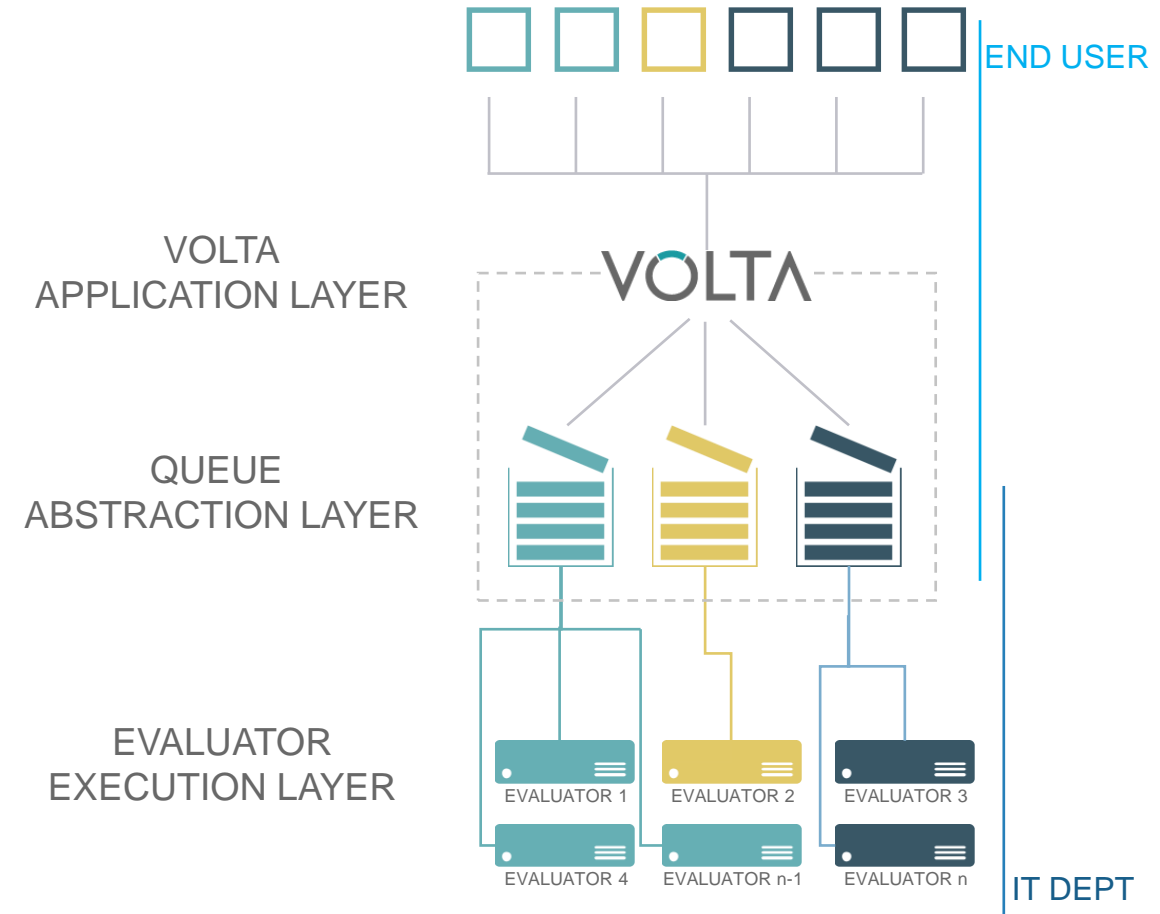 END USER
VOLTA
VOLTA
APPLICATION LAYER
QUEUE
ABSTRACTION LAYER
EVALUATOR
EXECUTION LAYER
EVALUATOR 1
EVALUATOR 2
EVALUATOR 3
EVALUATOR 4
EVALUATOR n-1
EVALUATOR n
IT DEPT